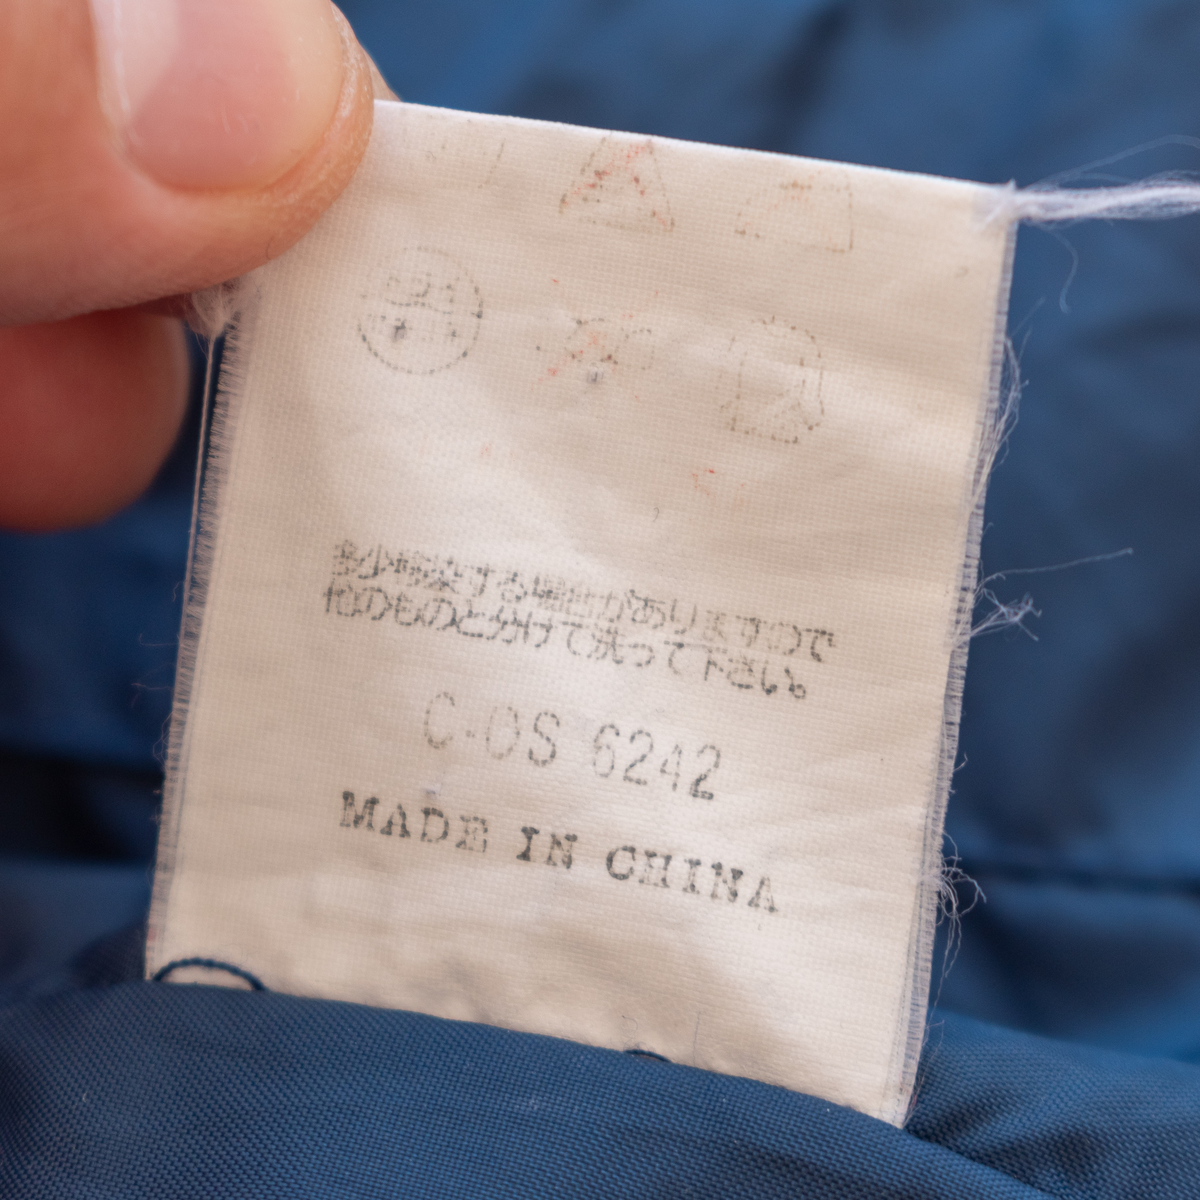 多少移染する場合がありますので
他のものと分けて洗って下さい。
C-OS 6242
MADE IN CHINA